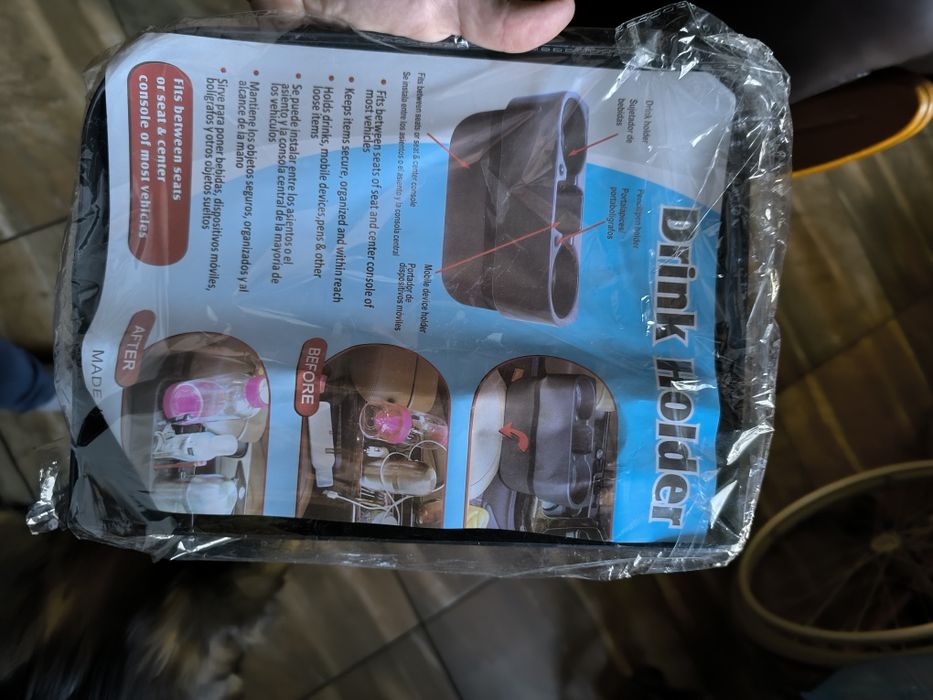 Drink Holder
Drink holder
Sujetador de
bebidas
Pencil/pen holder
Portalápices/
portabolígrafos
Fits between seats or seat & center console
Se instala entre los asientos o el asiento y la consola central
Mobile device holder
Portador de
dispositivos móviles
• Fits between seats of seat and center console of
most vehicles
• Keeps items secure, organized and within reach
• Holds drinks, mobile devices, pens & other
loose items
• Se puede instalar entre los asientos o el
asiento y la consola central de la mayoría de
los vehículos
• Mantiene los objetos seguros, organizados y al
alcance de la mano
• Sirve para poner bebidas, dispositivos móviles,
bolígrafos y otros objetos sueltos
Fits between seats
or seat & center
console of most vehicles
BEFORE
AFTER
MADE